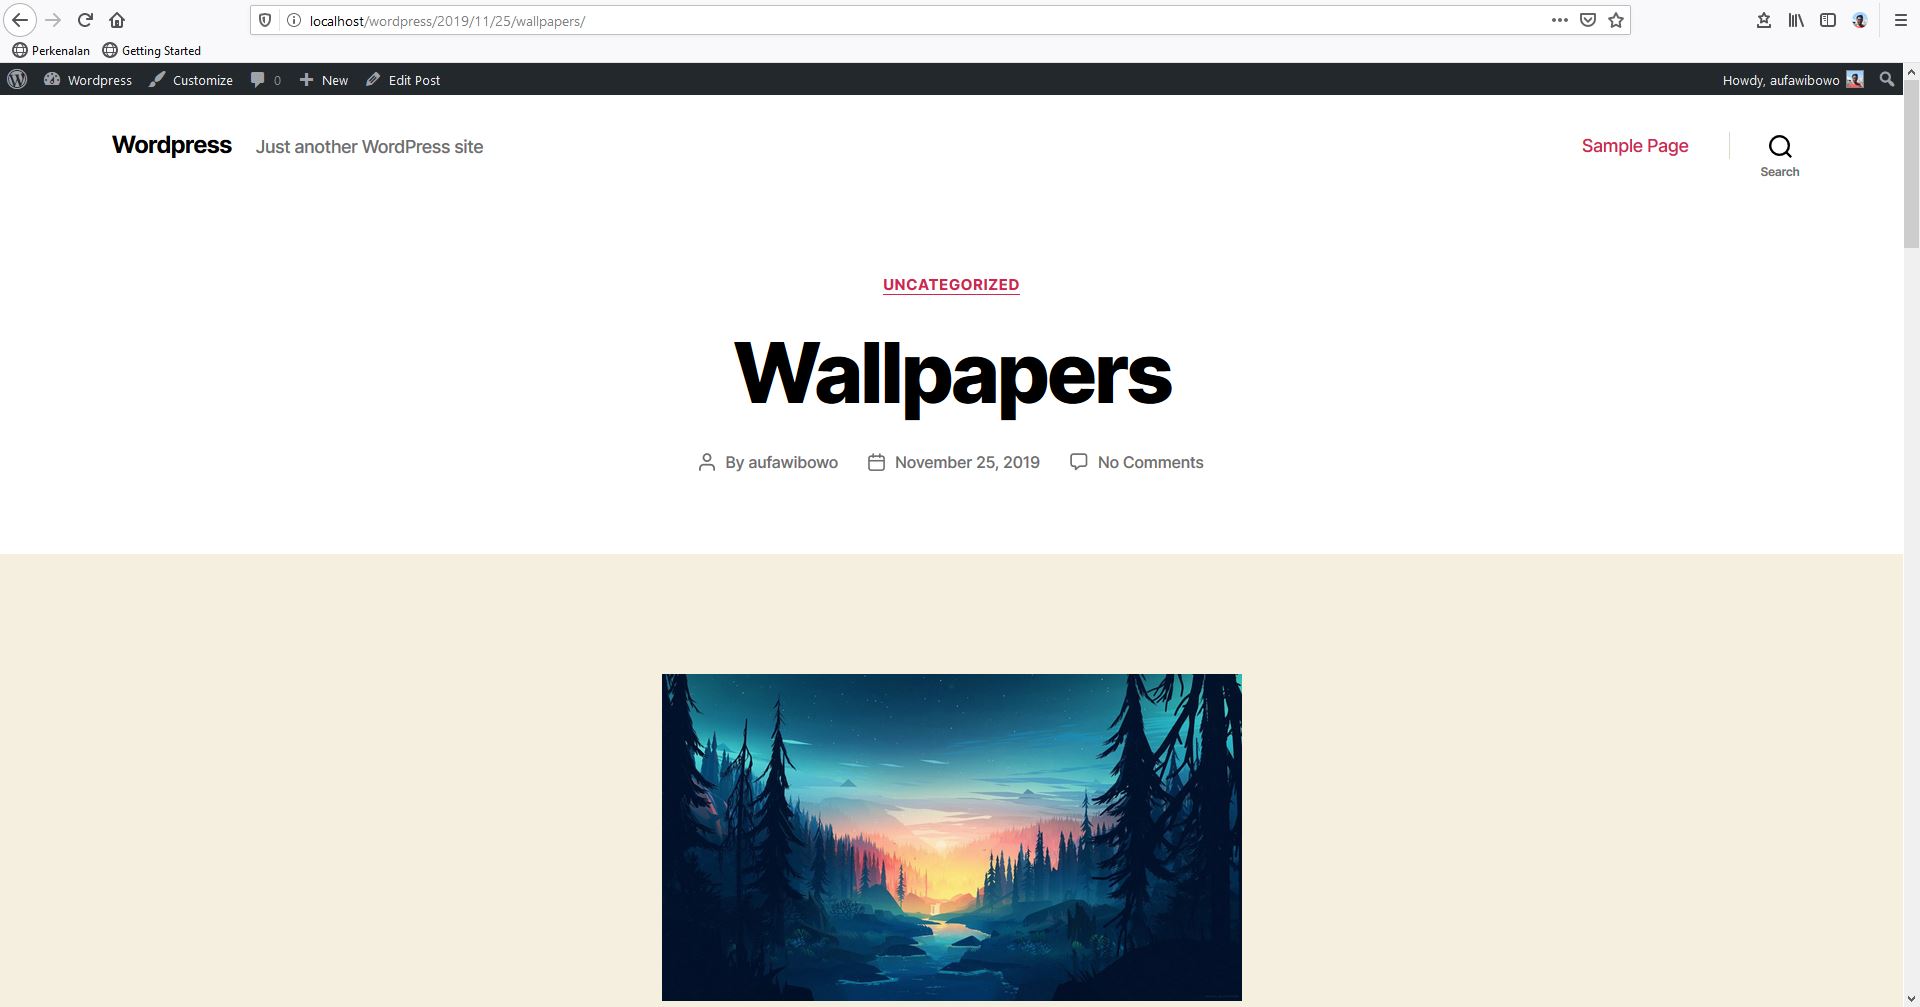 localhost/wordpress/2019/11/25/wallpapers/
Perkenalan Getting Started
Wordpress Customize 0 New Edit Post Howdy, aufawibowo
Wordpress Just another WordPress site Sample Page
Search
UNCATEGORIZED
Wallpapers
By aufawibowo November 25, 2019 No Comments